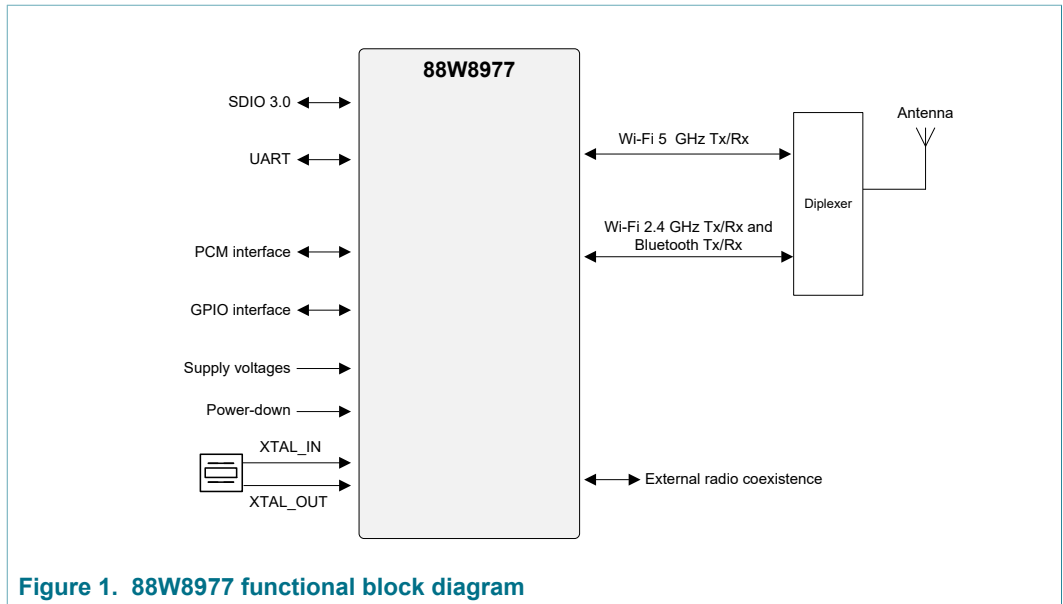 88W8977
SDIO 3.0
UART
PCM interface
GPIO interface
Supply voltages
Power-down
XTAL_IN
XTAL_OUT
Wi-Fi 5 GHz Tx/Rx
Wi-Fi 2.4 GHz Tx/Rx and
Bluetooth Tx/Rx
Diplexer
Antenna
External radio coexistence
Figure 1. 88W8977 functional block diagram